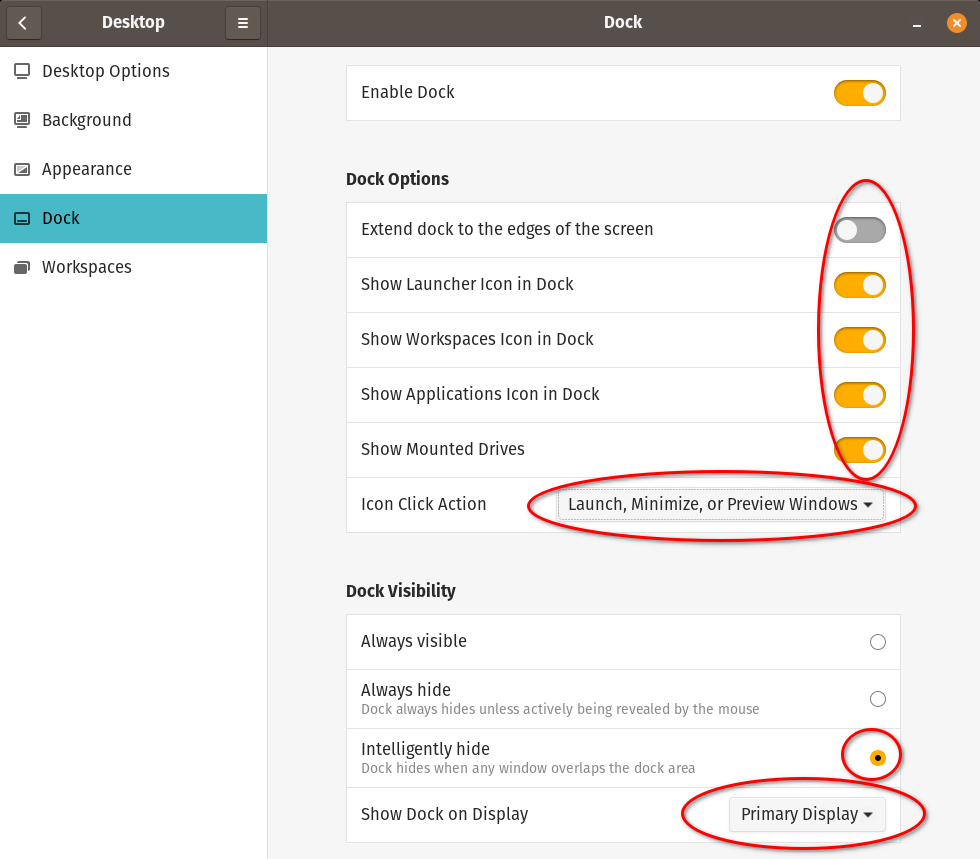 Desktop
Dock
Desktop Options
Background
Appearance
Dock
Workspaces
Enable Dock
Dock Options
Extend dock to the edges of the screen
Show Launcher Icon in Dock
Show Workspaces Icon in Dock
Show Applications Icon in Dock
Show Mounted Drives
Icon Click Action
Launch, Minimize, or Preview Windows
Dock Visibility
Always visible
Always hide
Dock always hides unless actively being revealed by the mouse
Intelligently hide
Dock hides when any window overlaps the dock area
Show Dock on Display
Primary Display